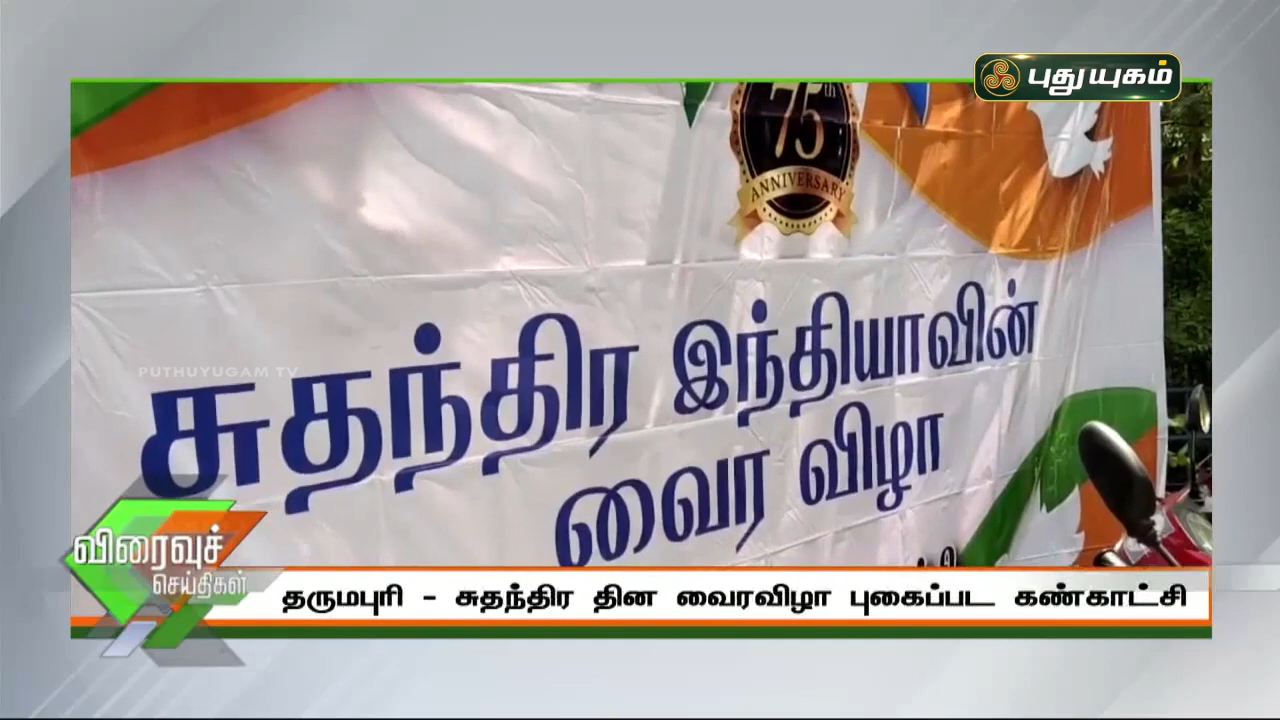 புதுயுகம்
75th
ANNIVERSARY
சுதந்திர இந்தியாவின்
வைர விழா
PUTHUYUGAM TV
விரைவுச்
செய்திகள்
தருமபுரி - சுதந்திர தின வைரவிழா புகைப்பட கண்காட்சி